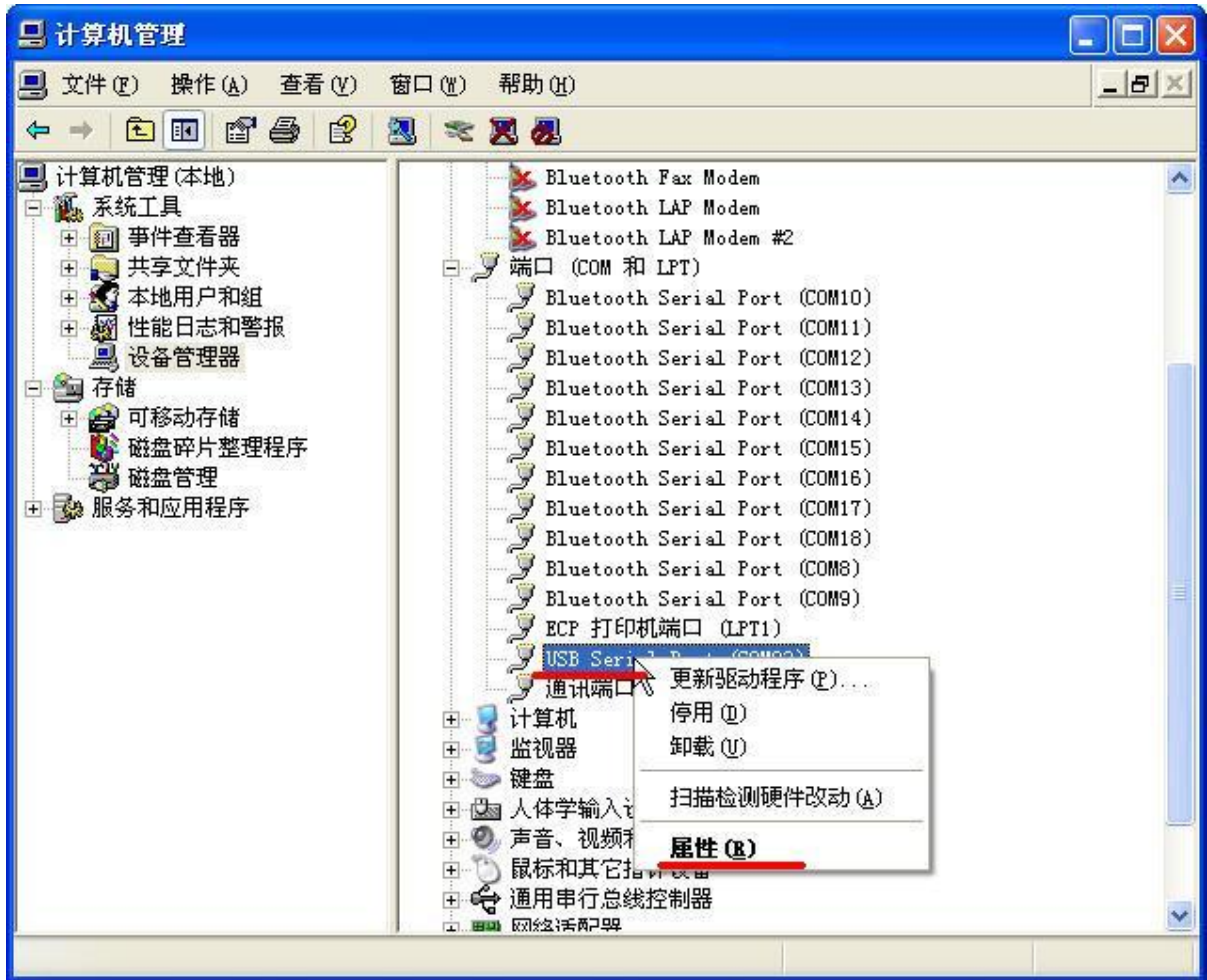 计算机管理
文件(F) 操作(A) 查看(V) 窗口(W) 帮助(H)
计算机管理(本地)
系统工具
事件查看器
共享文件夹
本地用户和组
性能日志和警报
设备管理器
存储
可移动存储
磁盘碎片整理程序
磁盘管理
服务和应用程序
Bluetooth Fax Modem
Bluetooth LAP Modem
Bluetooth LAP Modem #2
端口 (COM 和 LPT)
Bluetooth Serial Port (COM10)
Bluetooth Serial Port (COM11)
Bluetooth Serial Port (COM12)
Bluetooth Serial Port (COM13)
Bluetooth Serial Port (COM14)
Bluetooth Serial Port (COM15)
Bluetooth Serial Port (COM16)
Bluetooth Serial Port (COM17)
Bluetooth Serial Port (COM18)
Bluetooth Serial Port (COM8)
Bluetooth Serial Port (COM9)
ECP 打印机端口 (LPT1)
USB Serial Port
通讯端口
计算机
监视器
键盘
人体学输入
声音、视频
鼠标和其它指针设备
通用串行总线控制器
网络适配器
更新驱动程序(P)...
停用(D)
卸载(U)
扫描检测硬件改动(A)
属性(R)